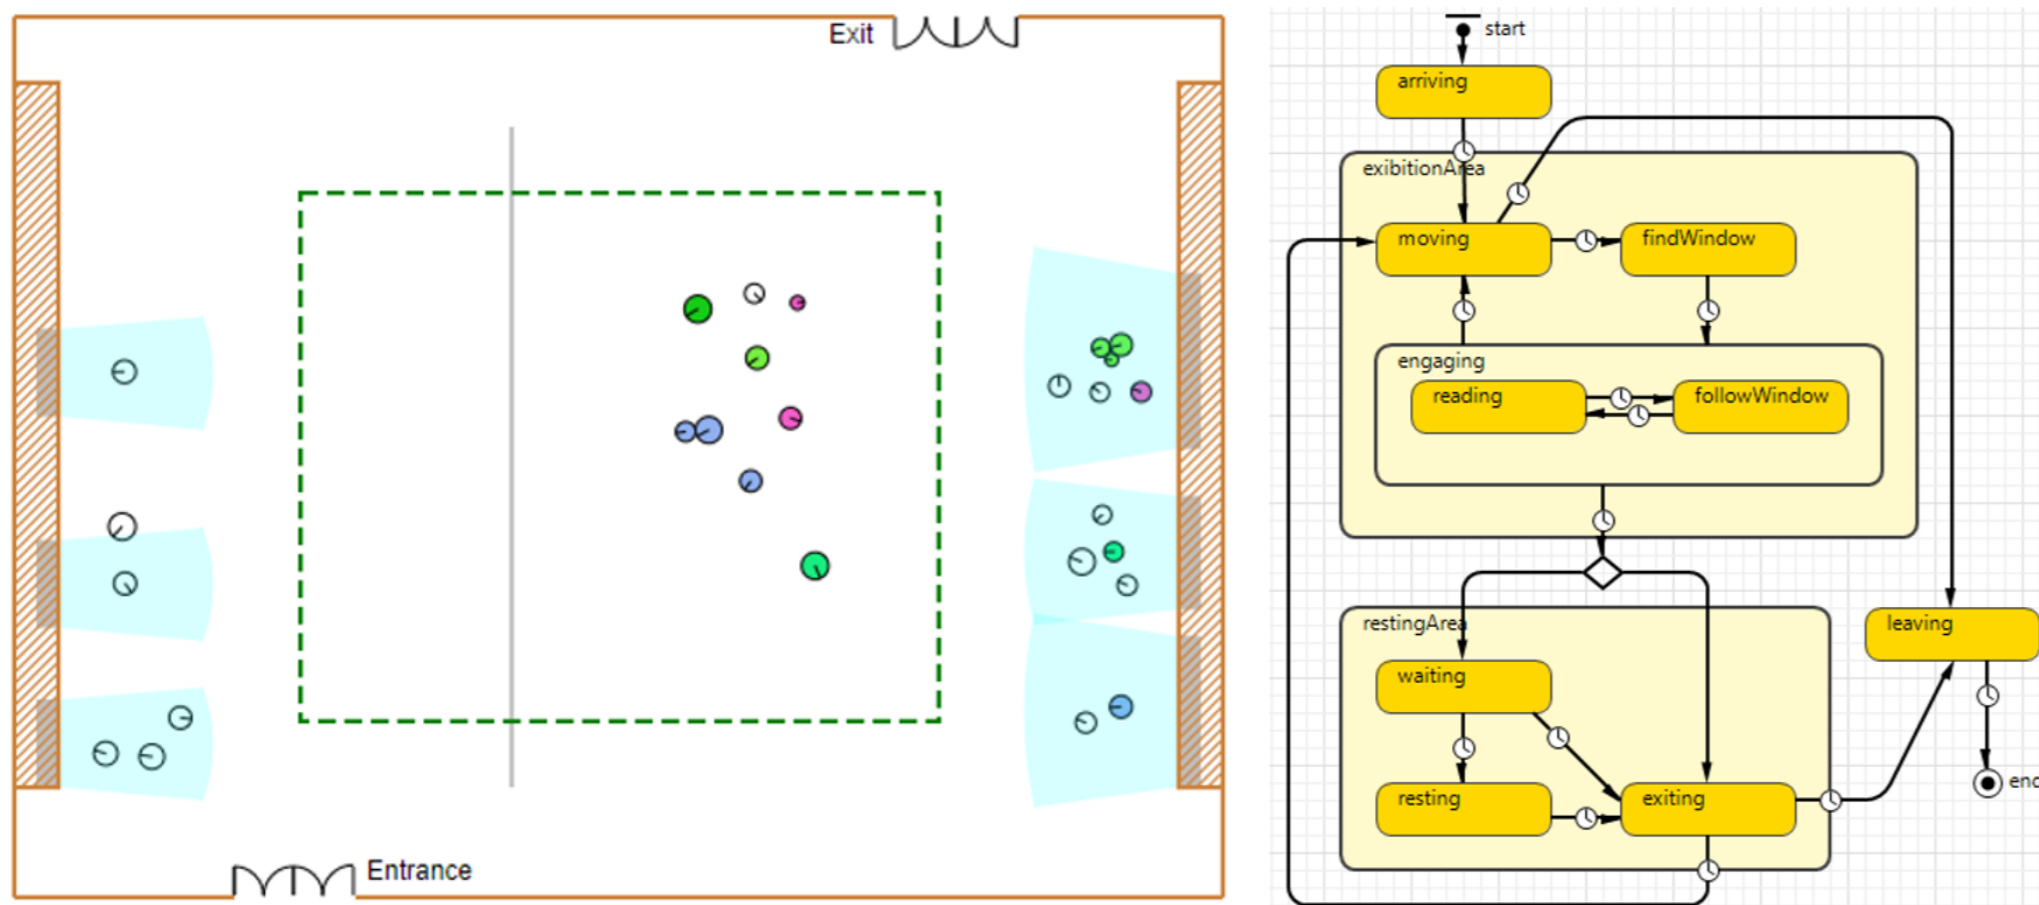 Exit
Entrance
start
arriving
exibitionArea
moving
findWindow
engaging
reading
followWindow
restingArea
waiting
leaving
resting
exiting